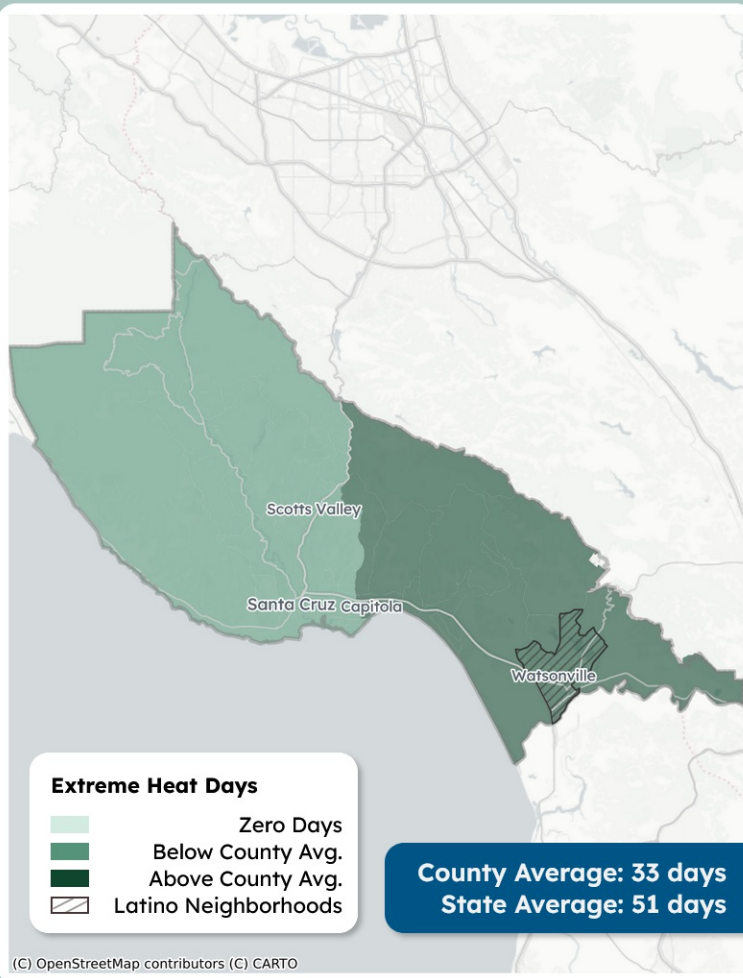 Scotts Valley
Santa Cruz
Capitola
Watsonville
Extreme Heat Days
Zero Days
Below County Avg.
Above County Avg.
Latino Neighborhoods
County Average: 33 days
State Average: 51 days
(C) OpenStreetMap contributors (C) CARTO